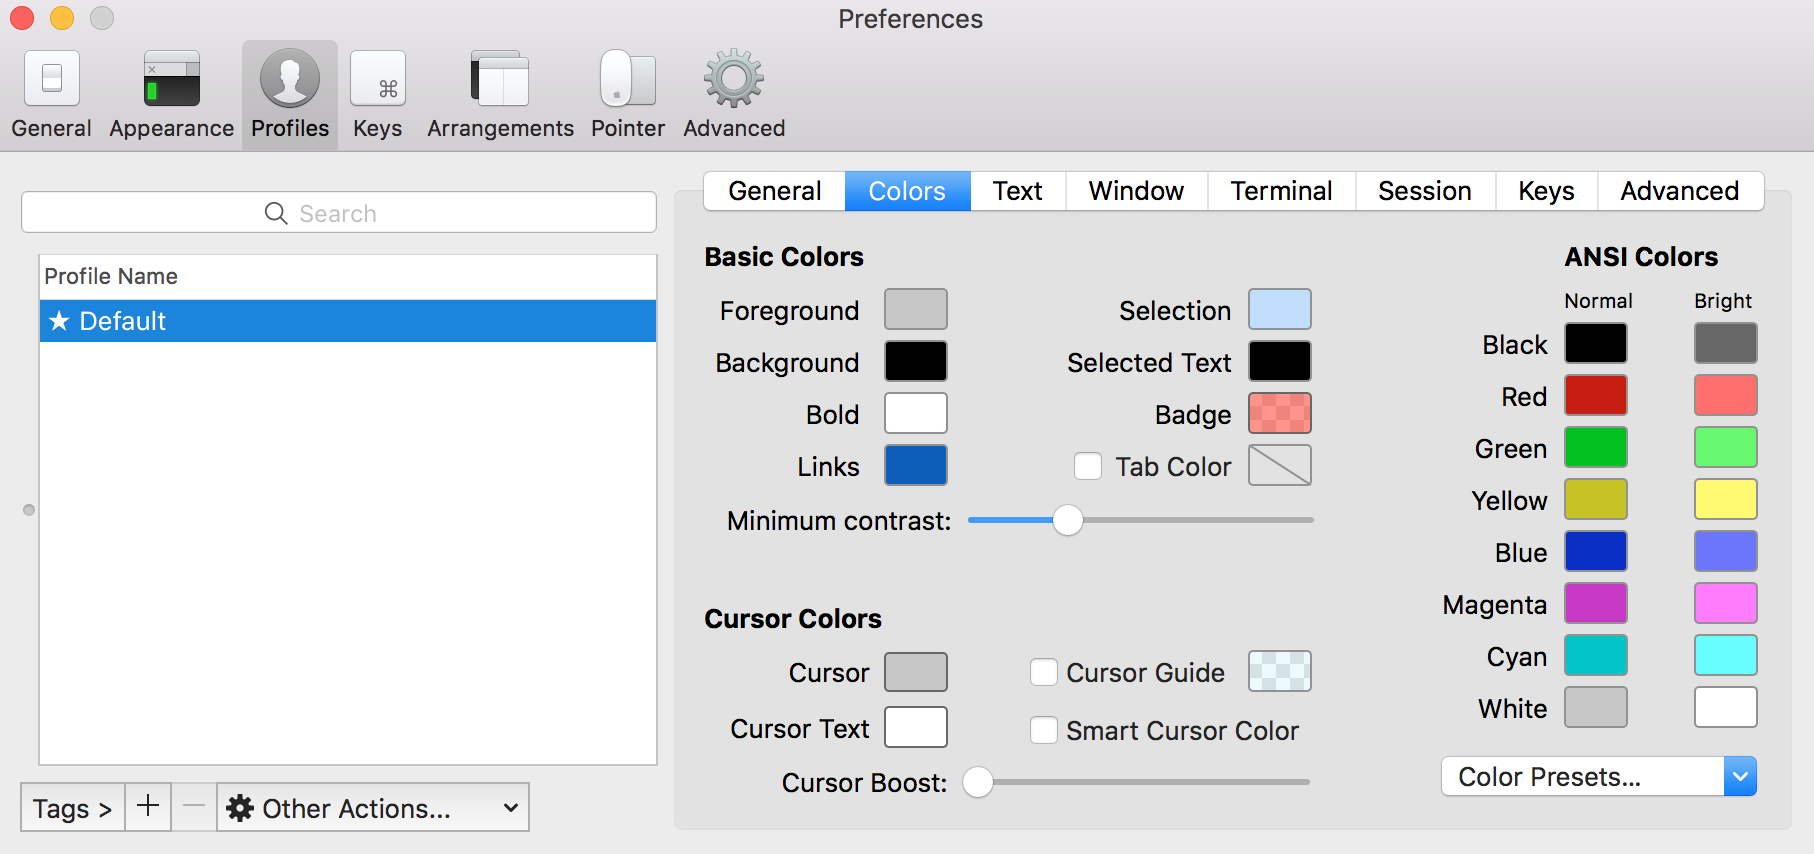 Preferences
General Appearance Profiles Keys Arrangements Pointer Advanced
Search
Profile Name
★ Default
Tags > + − Other Actions...
General Colors Text Window Terminal Session Keys Advanced
Basic Colors
Foreground
Background
Bold
Links
Selection
Selected Text
Badge
Tab Color
Minimum contrast:
Cursor Colors
Cursor
Cursor Text
Cursor Guide
Smart Cursor Color
Cursor Boost:
ANSI Colors
Normal Bright
Black
Red
Green
Yellow
Blue
Magenta
Cyan
White
Color Presets...